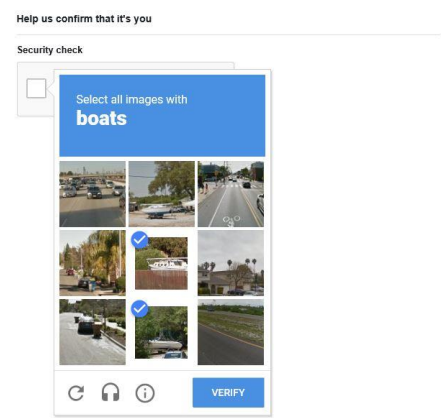 Help us confirm that it's you
Security check
Select all images with
boats
VERIFY